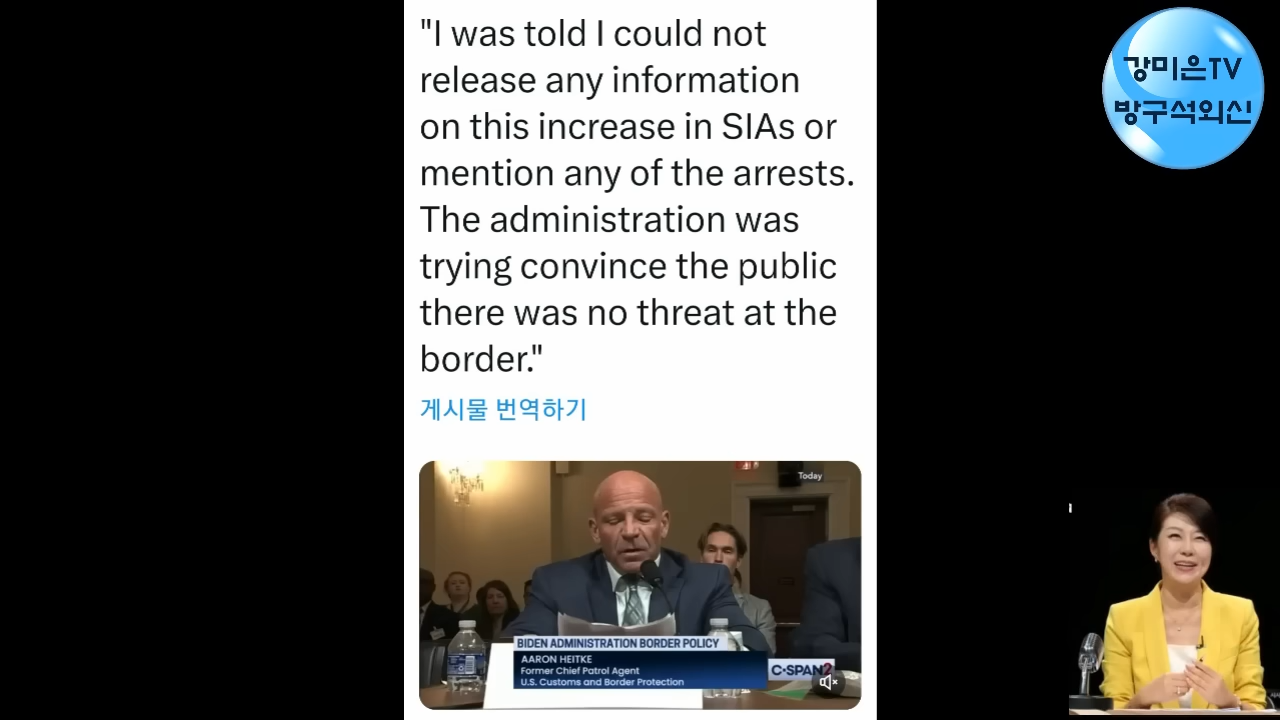 "I was told I could not
release any information
on this increase in SIAs or
mention any of the arrests.
The administration was
trying convince the public
there was no threat at the
border."
게시물 번역하기
Today
BIDEN ADMINISTRATION BORDER POLICY
AARON HEITKE
Former Chief Patrol Agent
U.S. Customs and Border Protection
C-SPAN2
강미은TV
방구석외신